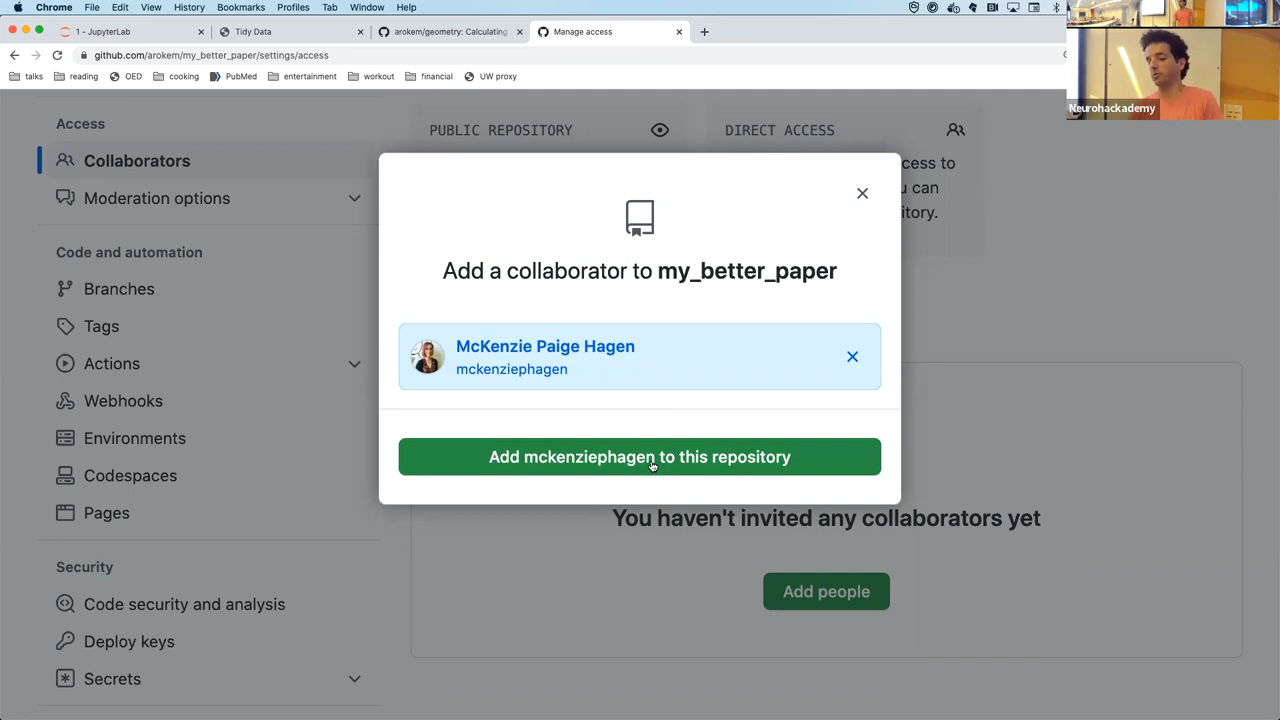 Chrome File Edit View History Bookmarks Profiles Tab Window Help
1 - JupyterLab Tidy Data arokem/geometry: Calculating Manage access
github.com/arokem/my_better_paper/settings/access
talks reading OED cooking PubMed entertainment workout financial UW proxy
Neurohackademy
Access
Collaborators
Moderation options
Code and automation
Branches
Tags
Actions
Webhooks
Environments
Codespaces
Pages
Security
Code security and analysis
Deploy keys
Secrets
PUBLIC REPOSITORY
DIRECT ACCESS
cess to
u can
itory.
Add a collaborator to my_better_paper
McKenzie Paige Hagen
mckenziephagen
Add mckenziephagen to this repository
You haven't invited any collaborators yet
Add people